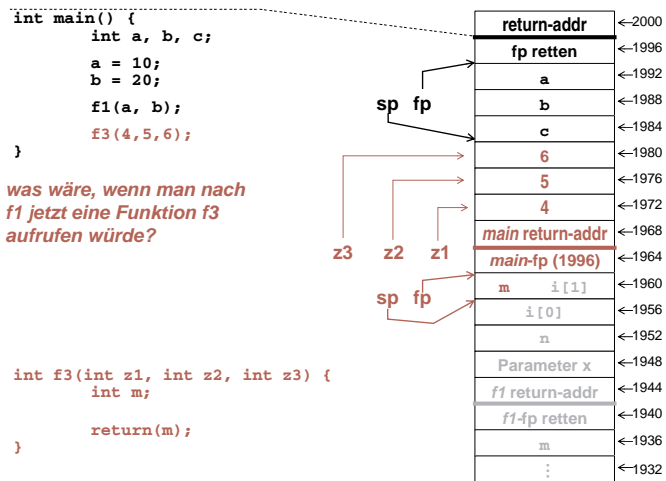 int main() {
int a, b, c;
a = 10;
b = 20;
f1(a, b);
f3(4,5,6);
}
was wäre, wenn man nach
f1 jetzt eine Funktion f3
aufrufen würde?
int f3(int z1, int z2, int z3) {
int m;
return(m);
}
sp fp
z3 z2 z1
sp fp
return-addr ←2000
fp retten ←1996
a ←1992
b ←1988
c ←1984
6 ←1980
5 ←1976
4 ←1972
main return-addr ←1968
main-fp (1996) ←1964
m i[1] ←1960
i[0] ←1956
n ←1952
Parameter x ←1948
f1 return-addr ←1944
f1-fp retten ←1940
m ←1936
⋮ ←1932